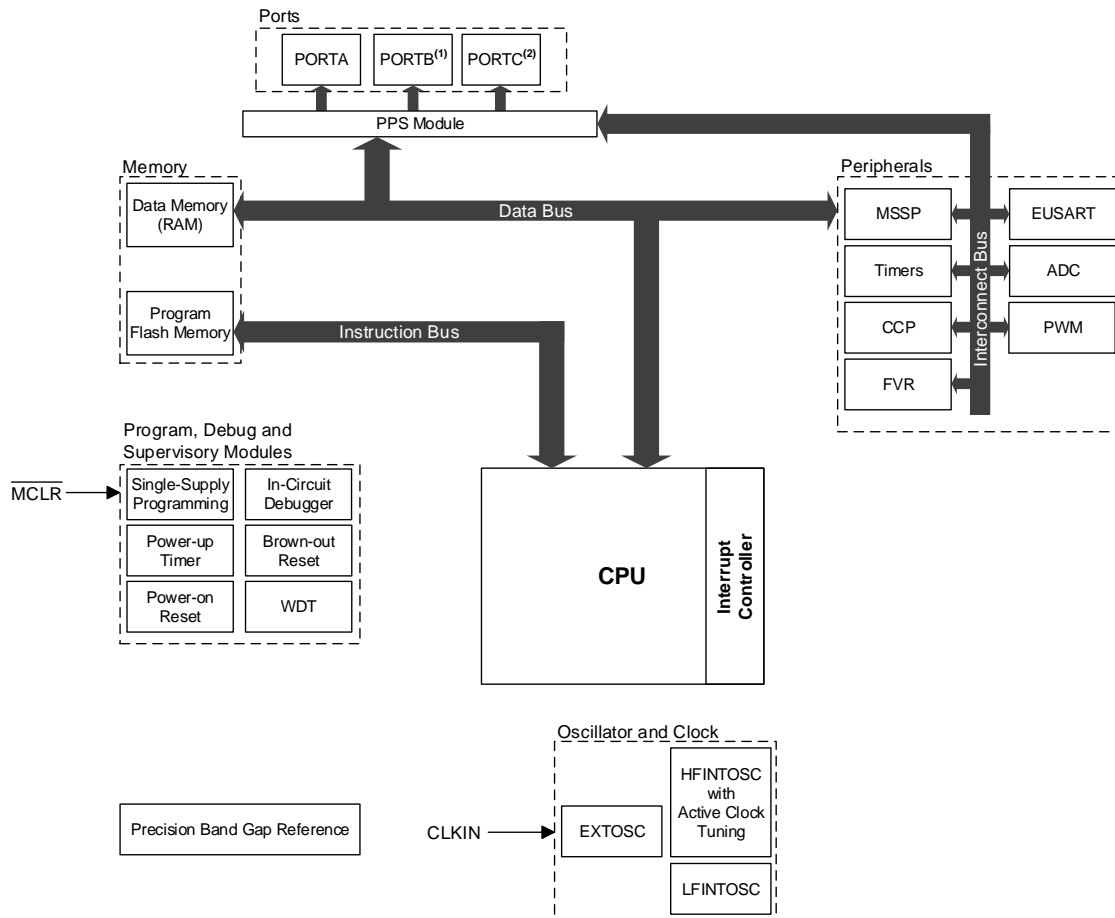 Ports
PORTA
PORTB(1)
PORTC(2)
PPS Module
Memory
Data Memory
(RAM)
Program
Flash Memory
Data Bus
Instruction Bus
Peripherals
MSSP
EUSART
Timers
ADC
CCP
PWM
FVR
Interconnect Bus
Program, Debug and
Supervisory Modules
MCLR
Single-Supply
Programming
In-Circuit
Debugger
Power-up
Timer
Brown-out
Reset
Power-on
Reset
WDT
CPU
Interrupt
Controller
Oscillator and Clock
HFINTOSC
with
Active Clock
Tuning
CLKIN
EXTOSC
LFINTOSC
Precision Band Gap Reference